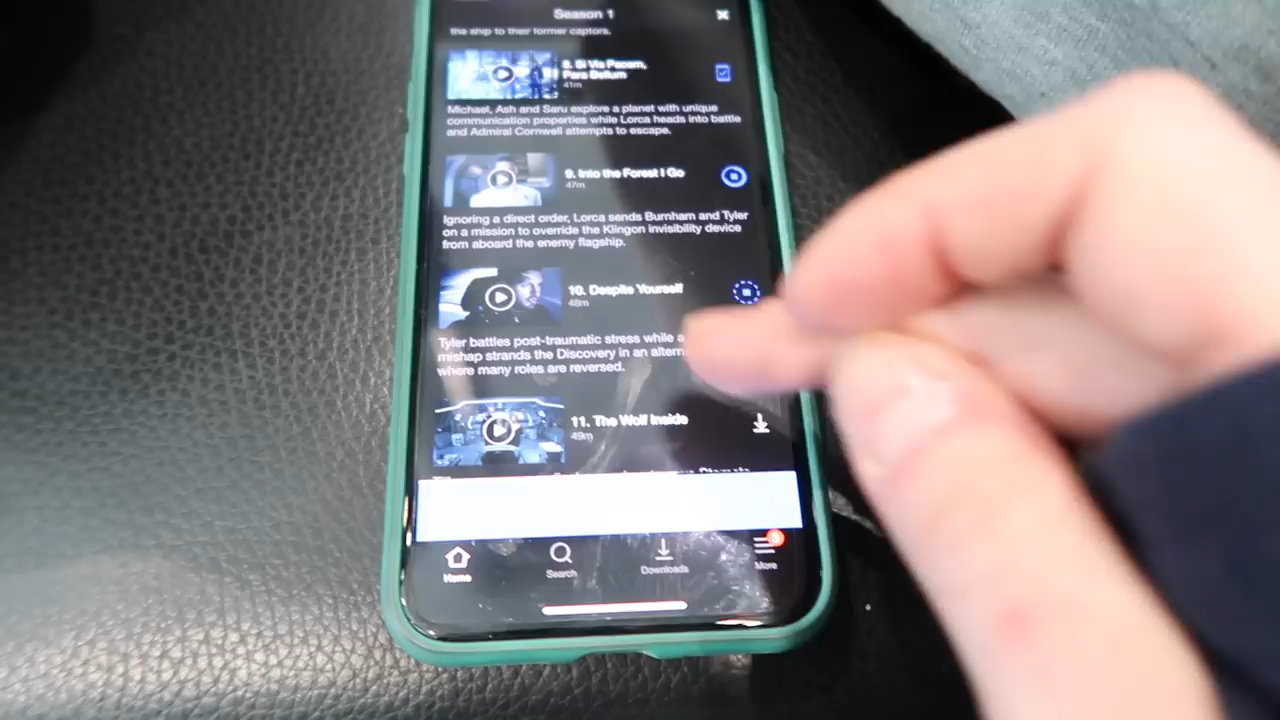 Season 1
the ship to their former captors.
8. Si Vis Pacem,
Para Bellum
41m
Michael, Ash and Saru explore a planet with unique
communication properties while Lorca heads into battle
and Admiral Cornwell attempts to escape.
9. Into the Forest I Go
47m
Ignoring a direct order, Lorca sends Burnham and Tyler
on a mission to override the Klingon invisibility device
from aboard the enemy flagship.
10. Despite Yourself
48m
Tyler battles post-traumatic stress while a
mishap strands the Discovery in an altern
where many roles are reversed.
11. The Wolf Inside
49m
Home
Search
Downloads
More